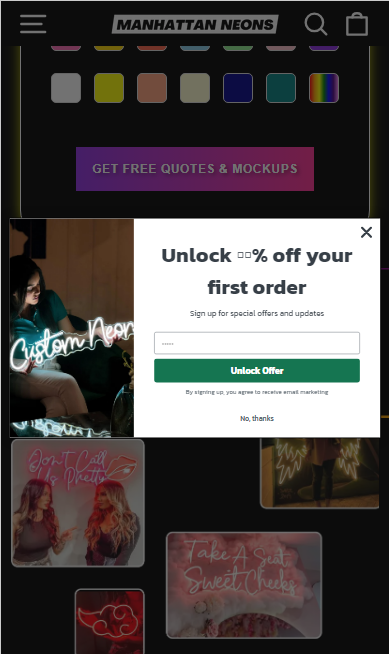 MANHATTAN NEONS
GET FREE QUOTES & MOCKUPS
Custom Neon
Unlock □□% off your
first order
Sign up for special offers and updates
Unlock Offer
By signing up, you agree to receive email marketing
No, thanks
Don't Call
Us Pretty
Take A Seat
Sweet Cheeks